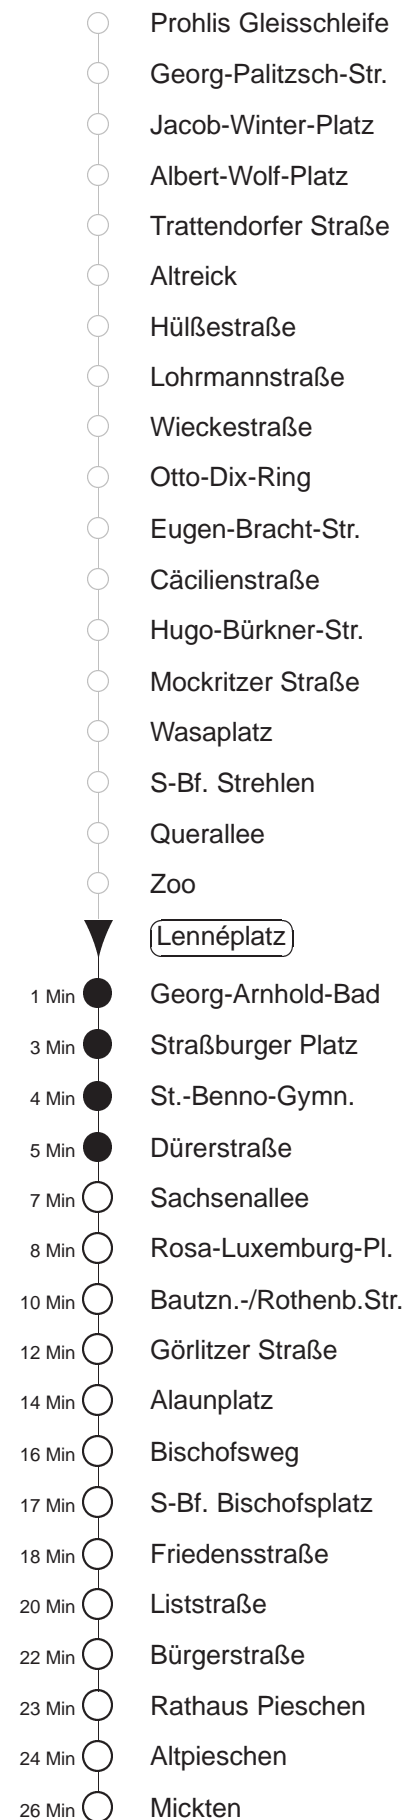 Prohlis Gleisschleife
Georg-Palitzsch-Str.
Jacob-Winter-Platz
Albert-Wolf-Platz
Trattendorfer Straße
Altreick
Hülßestraße
Lohrmannstraße
Wieckestraße
Otto-Dix-Ring
Eugen-Bracht-Str.
Cäcilienstraße
Hugo-Bürkner-Str.
Mockritzer Straße
Wasaplatz
S-Bf. Strehlen
Querallee
Zoo
Lennéplatz
1 Min Georg-Arnhold-Bad
3 Min Straßburger Platz
4 Min St.-Benno-Gymn.
5 Min Dürerstraße
7 Min Sachsenallee
8 Min Rosa-Luxemburg-Pl.
10 Min Bautzn.-/Rothenb.Str.
12 Min Görlitzer Straße
14 Min Alaunplatz
16 Min Bischofsweg
17 Min S-Bf. Bischofsplatz
18 Min Friedensstraße
20 Min Liststraße
22 Min Bürgerstraße
23 Min Rathaus Pieschen
24 Min Altpieschen
26 Min Mickten